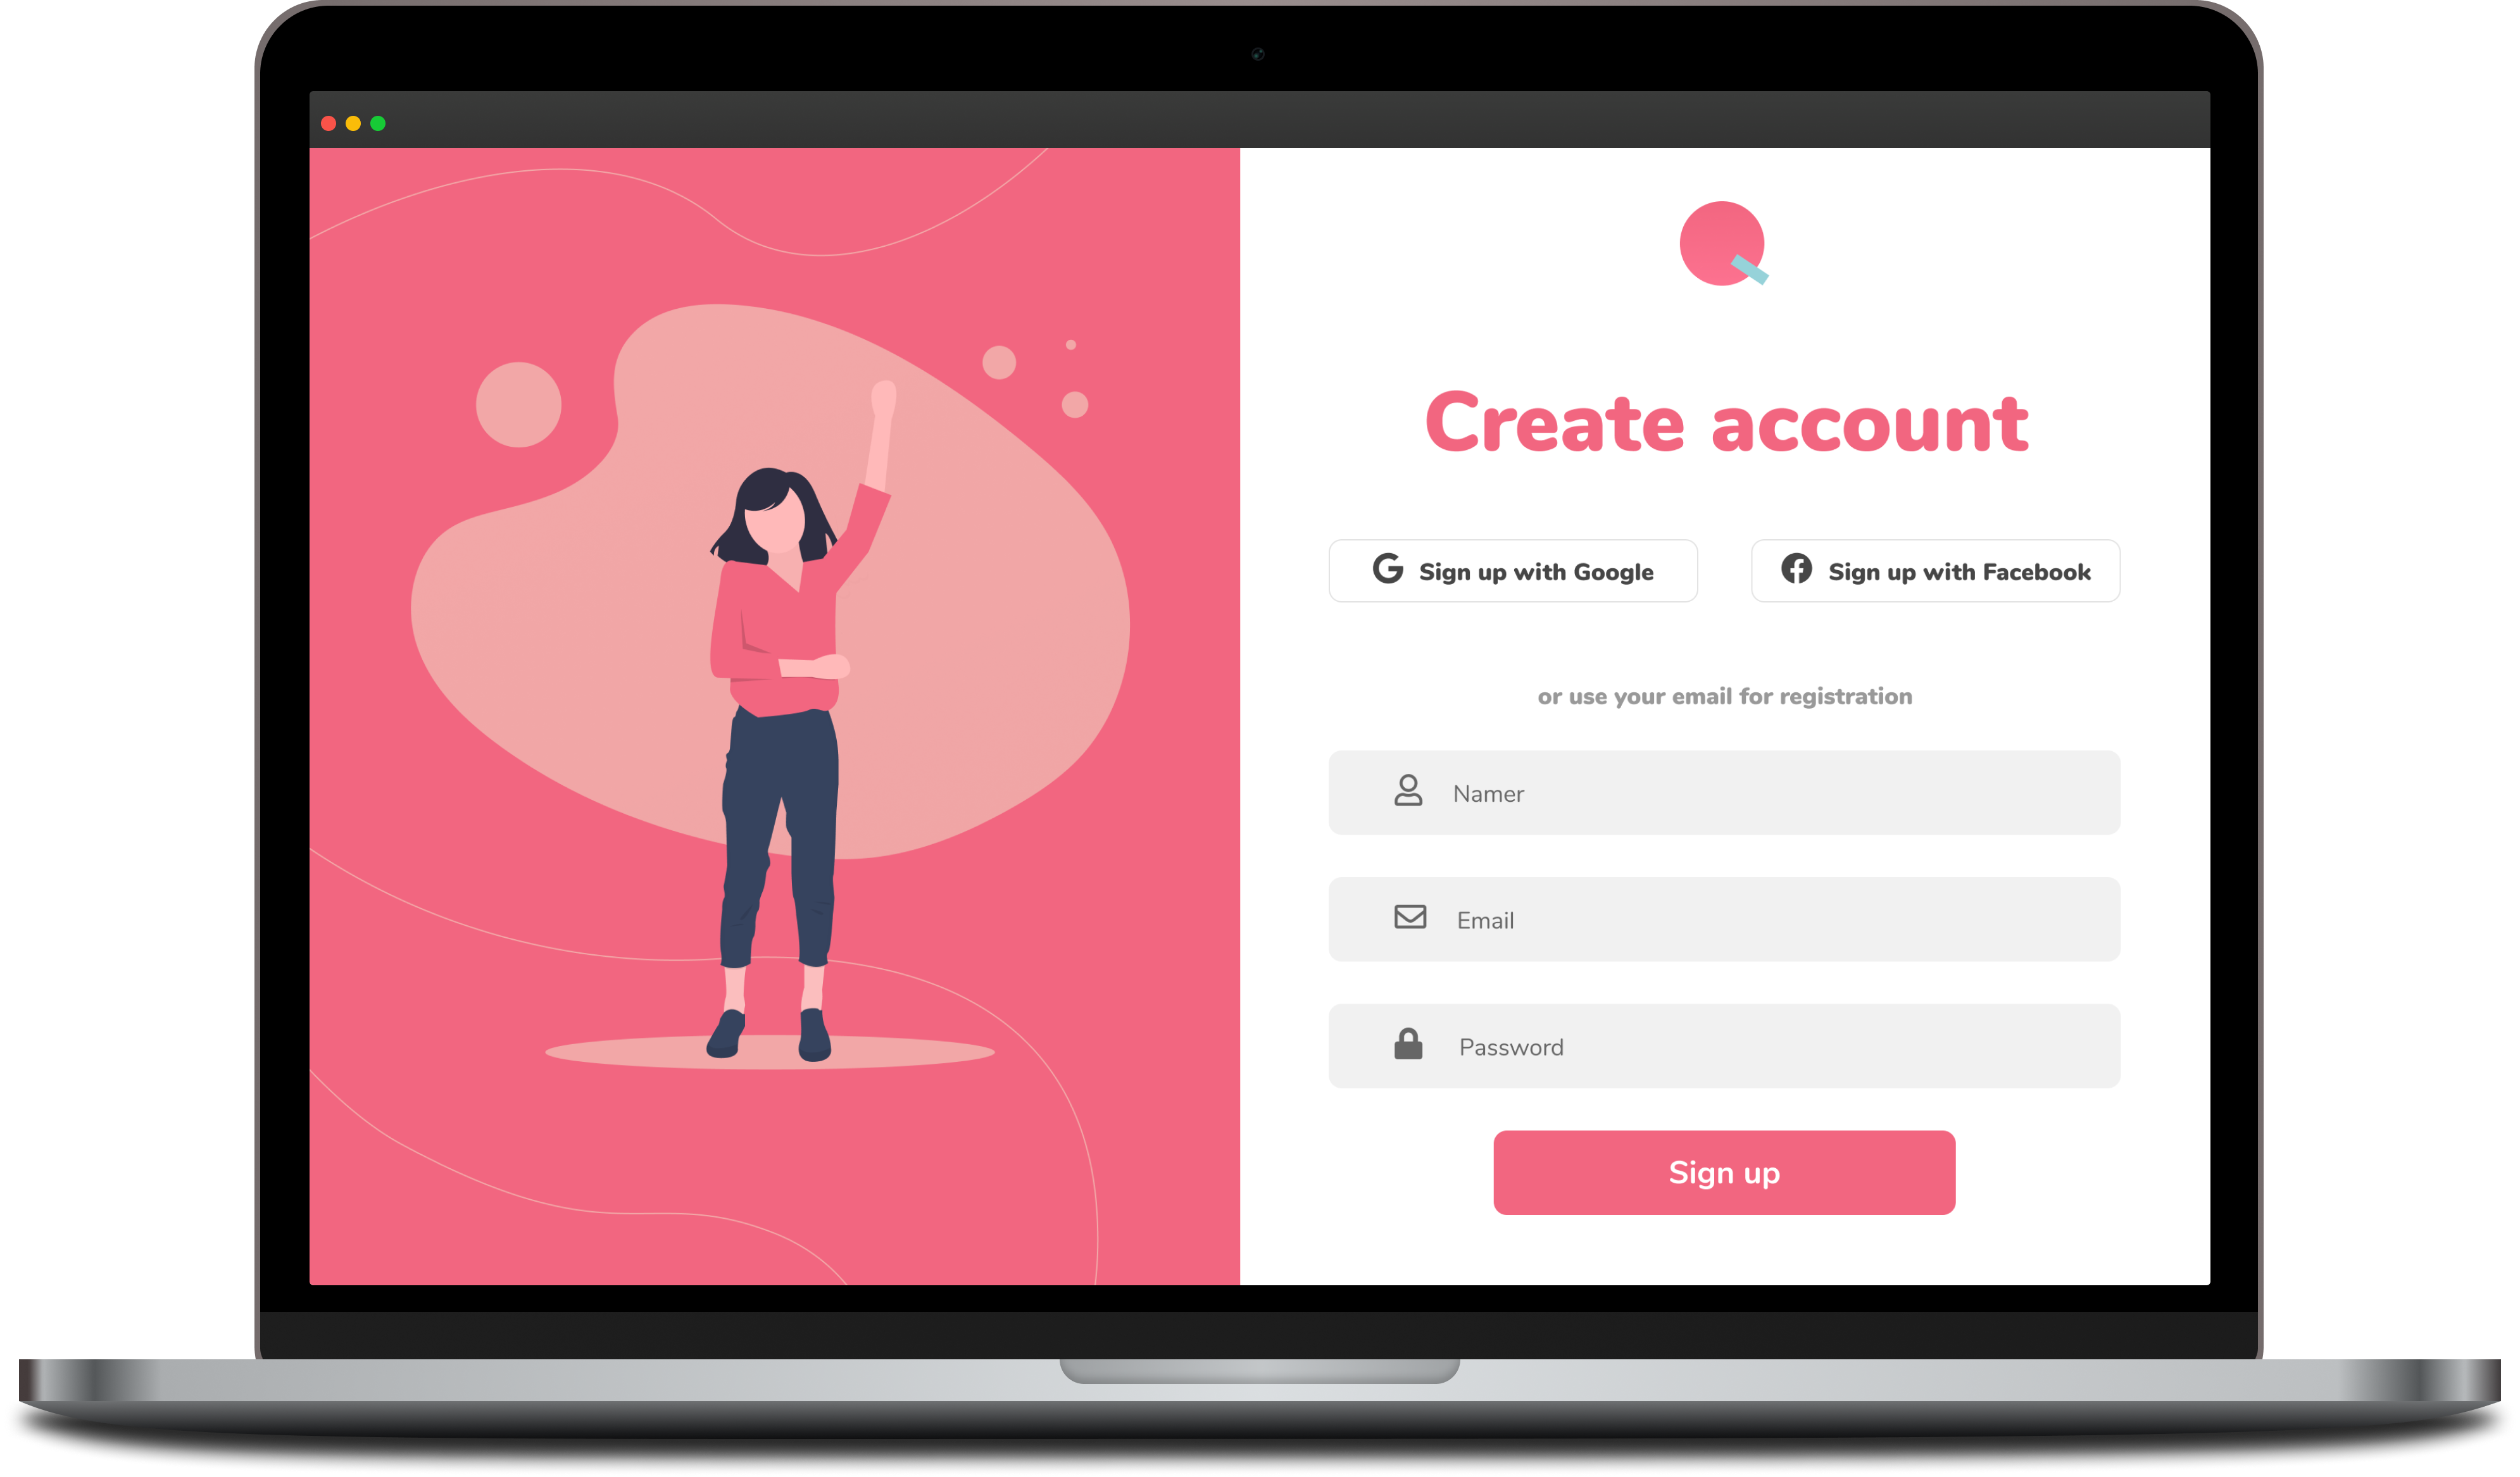 Create account
Sign up with Google
Sign up with Facebook
or use your email for registration
Namer
Email
Password
Sign up